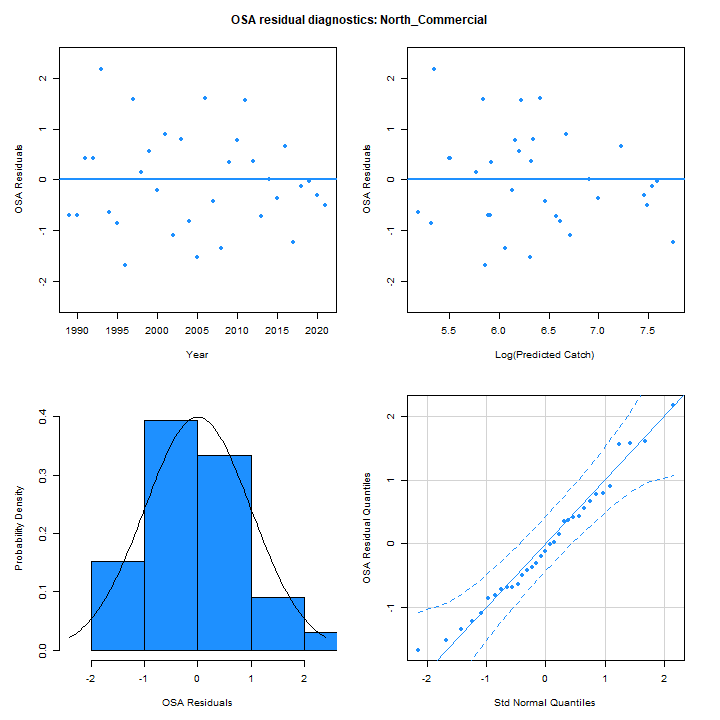 OSA residual diagnostics: North_Commercial
OSA Residuals
2
1
0
-1
-2
1990 1995 2000 2005 2010 2015 2020
Year
OSA Residuals
2
1
0
-1
-2
5.5 6.0 6.5 7.0 7.5
Log(Predicted Catch)
Probability Density
0.4
0.3
0.2
0.1
0.0
-2 -1 0 1 2
OSA Residuals
OSA Residual Quantiles
2
1
0
-1
-2 -1 0 1 2
Std Normal Quantiles